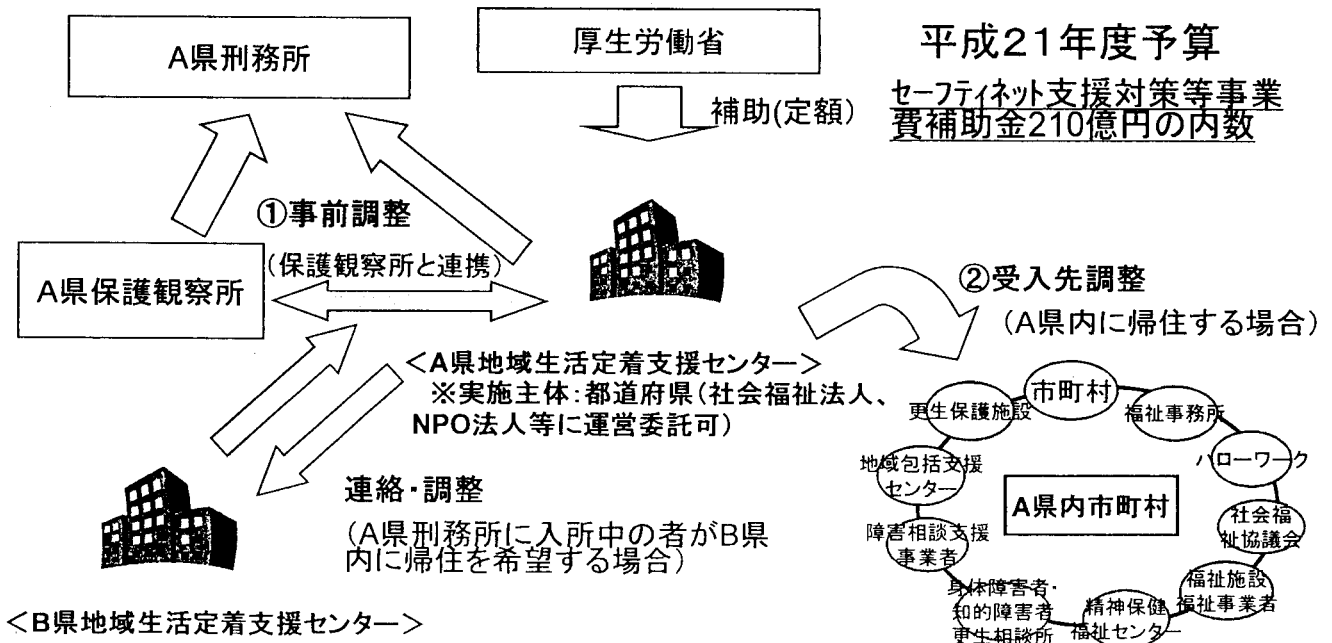 A県刑務所
厚生労働省
平成21年度予算
セーフティネット支援対策等事業
費補助金210億円の内数
補助(定額)
①事前調整
(保護観察所と連携)
A県保護観察所
②受入先調整
(A県内に帰住する場合)
<A県地域生活定着支援センター>
※実施主体:都道府県(社会福祉法人、
NPO法人等に運営委託可)
連絡・調整
(A県刑務所に入所中の者がB県
内に帰住を希望する場合)
<B県地域生活定着支援センター>
市町村
福祉事務所
ハローワーク
社会福
祉協議会
福祉施設
福祉事業者
精神保健
福祉センター
身体障害者・
知的障害者
更生相談所
障害相談支援
事業者
地域包括支援
センター
更生保護施設
A県内市町村